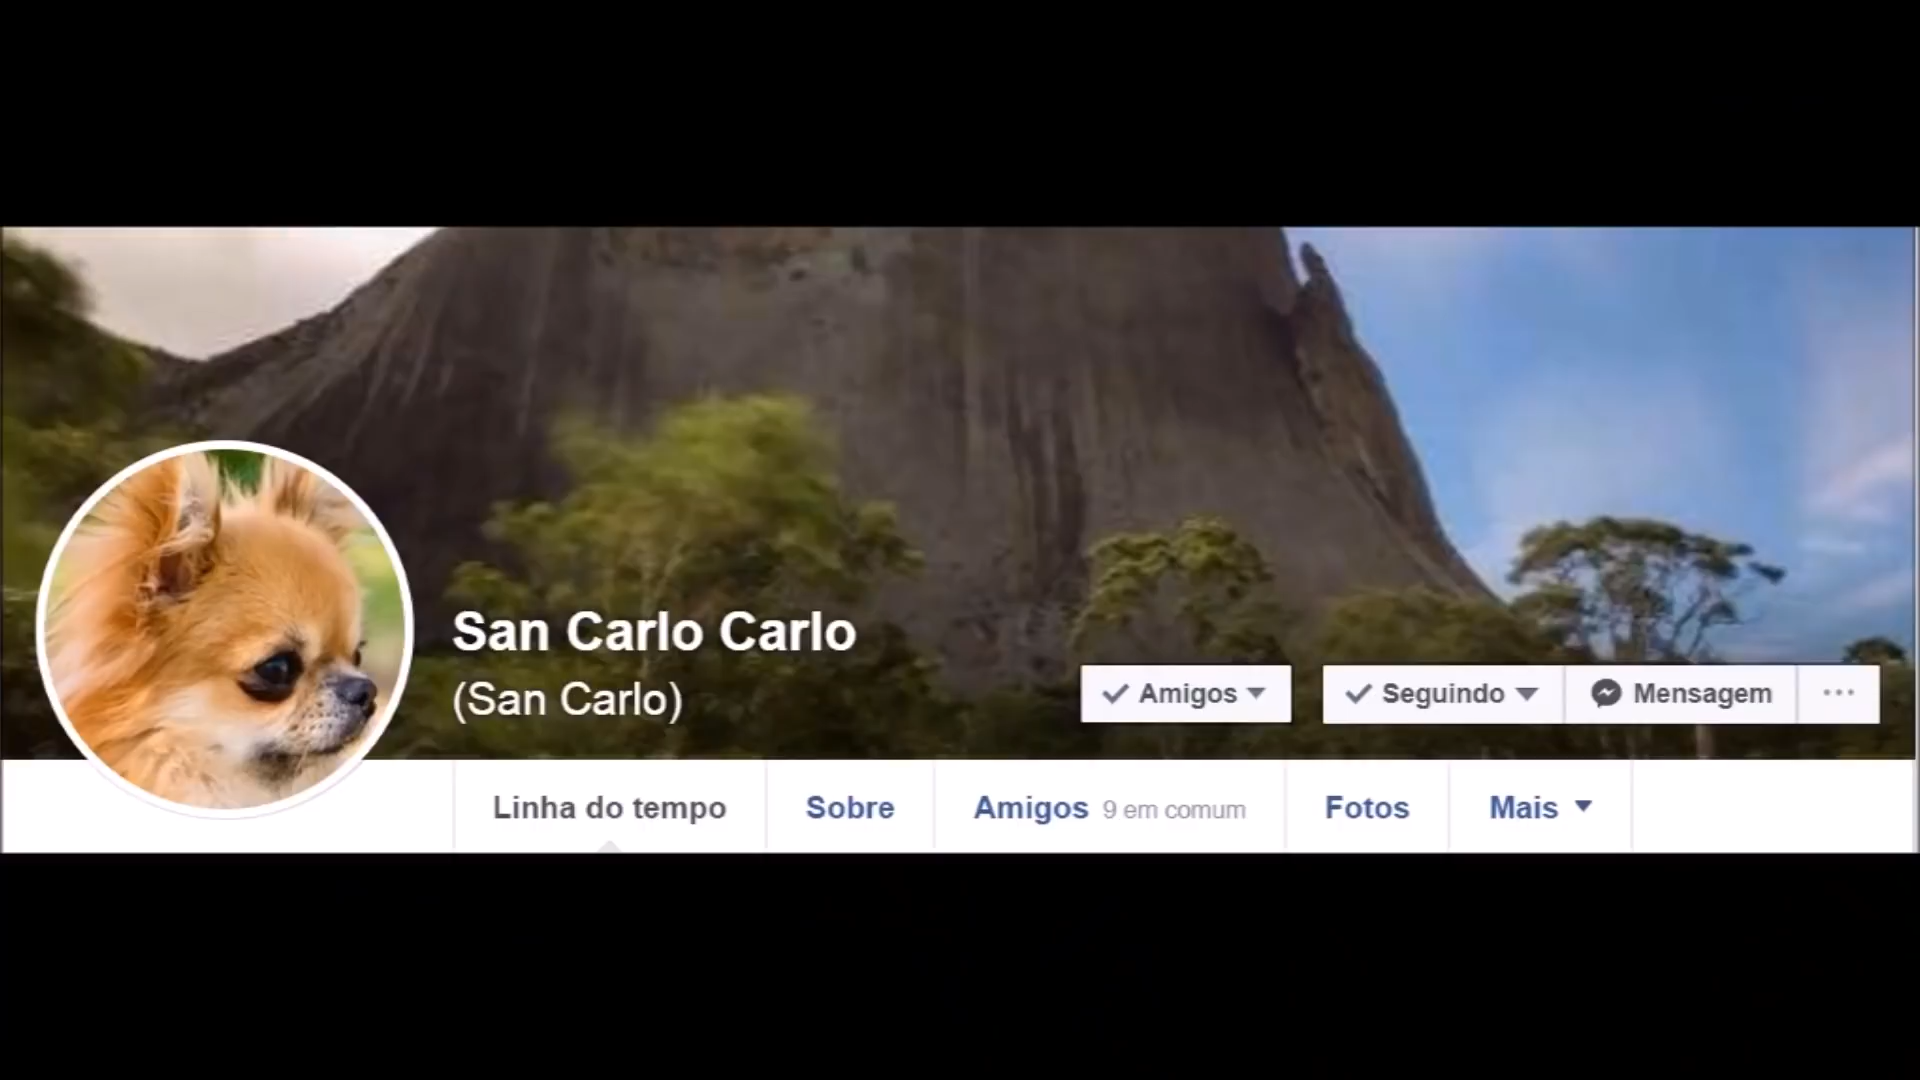 San Carlo Carlo
(San Carlo)
Amigos Seguindo Mensagem ...
Linha do tempo Sobre Amigos 9 em comum Fotos Mais